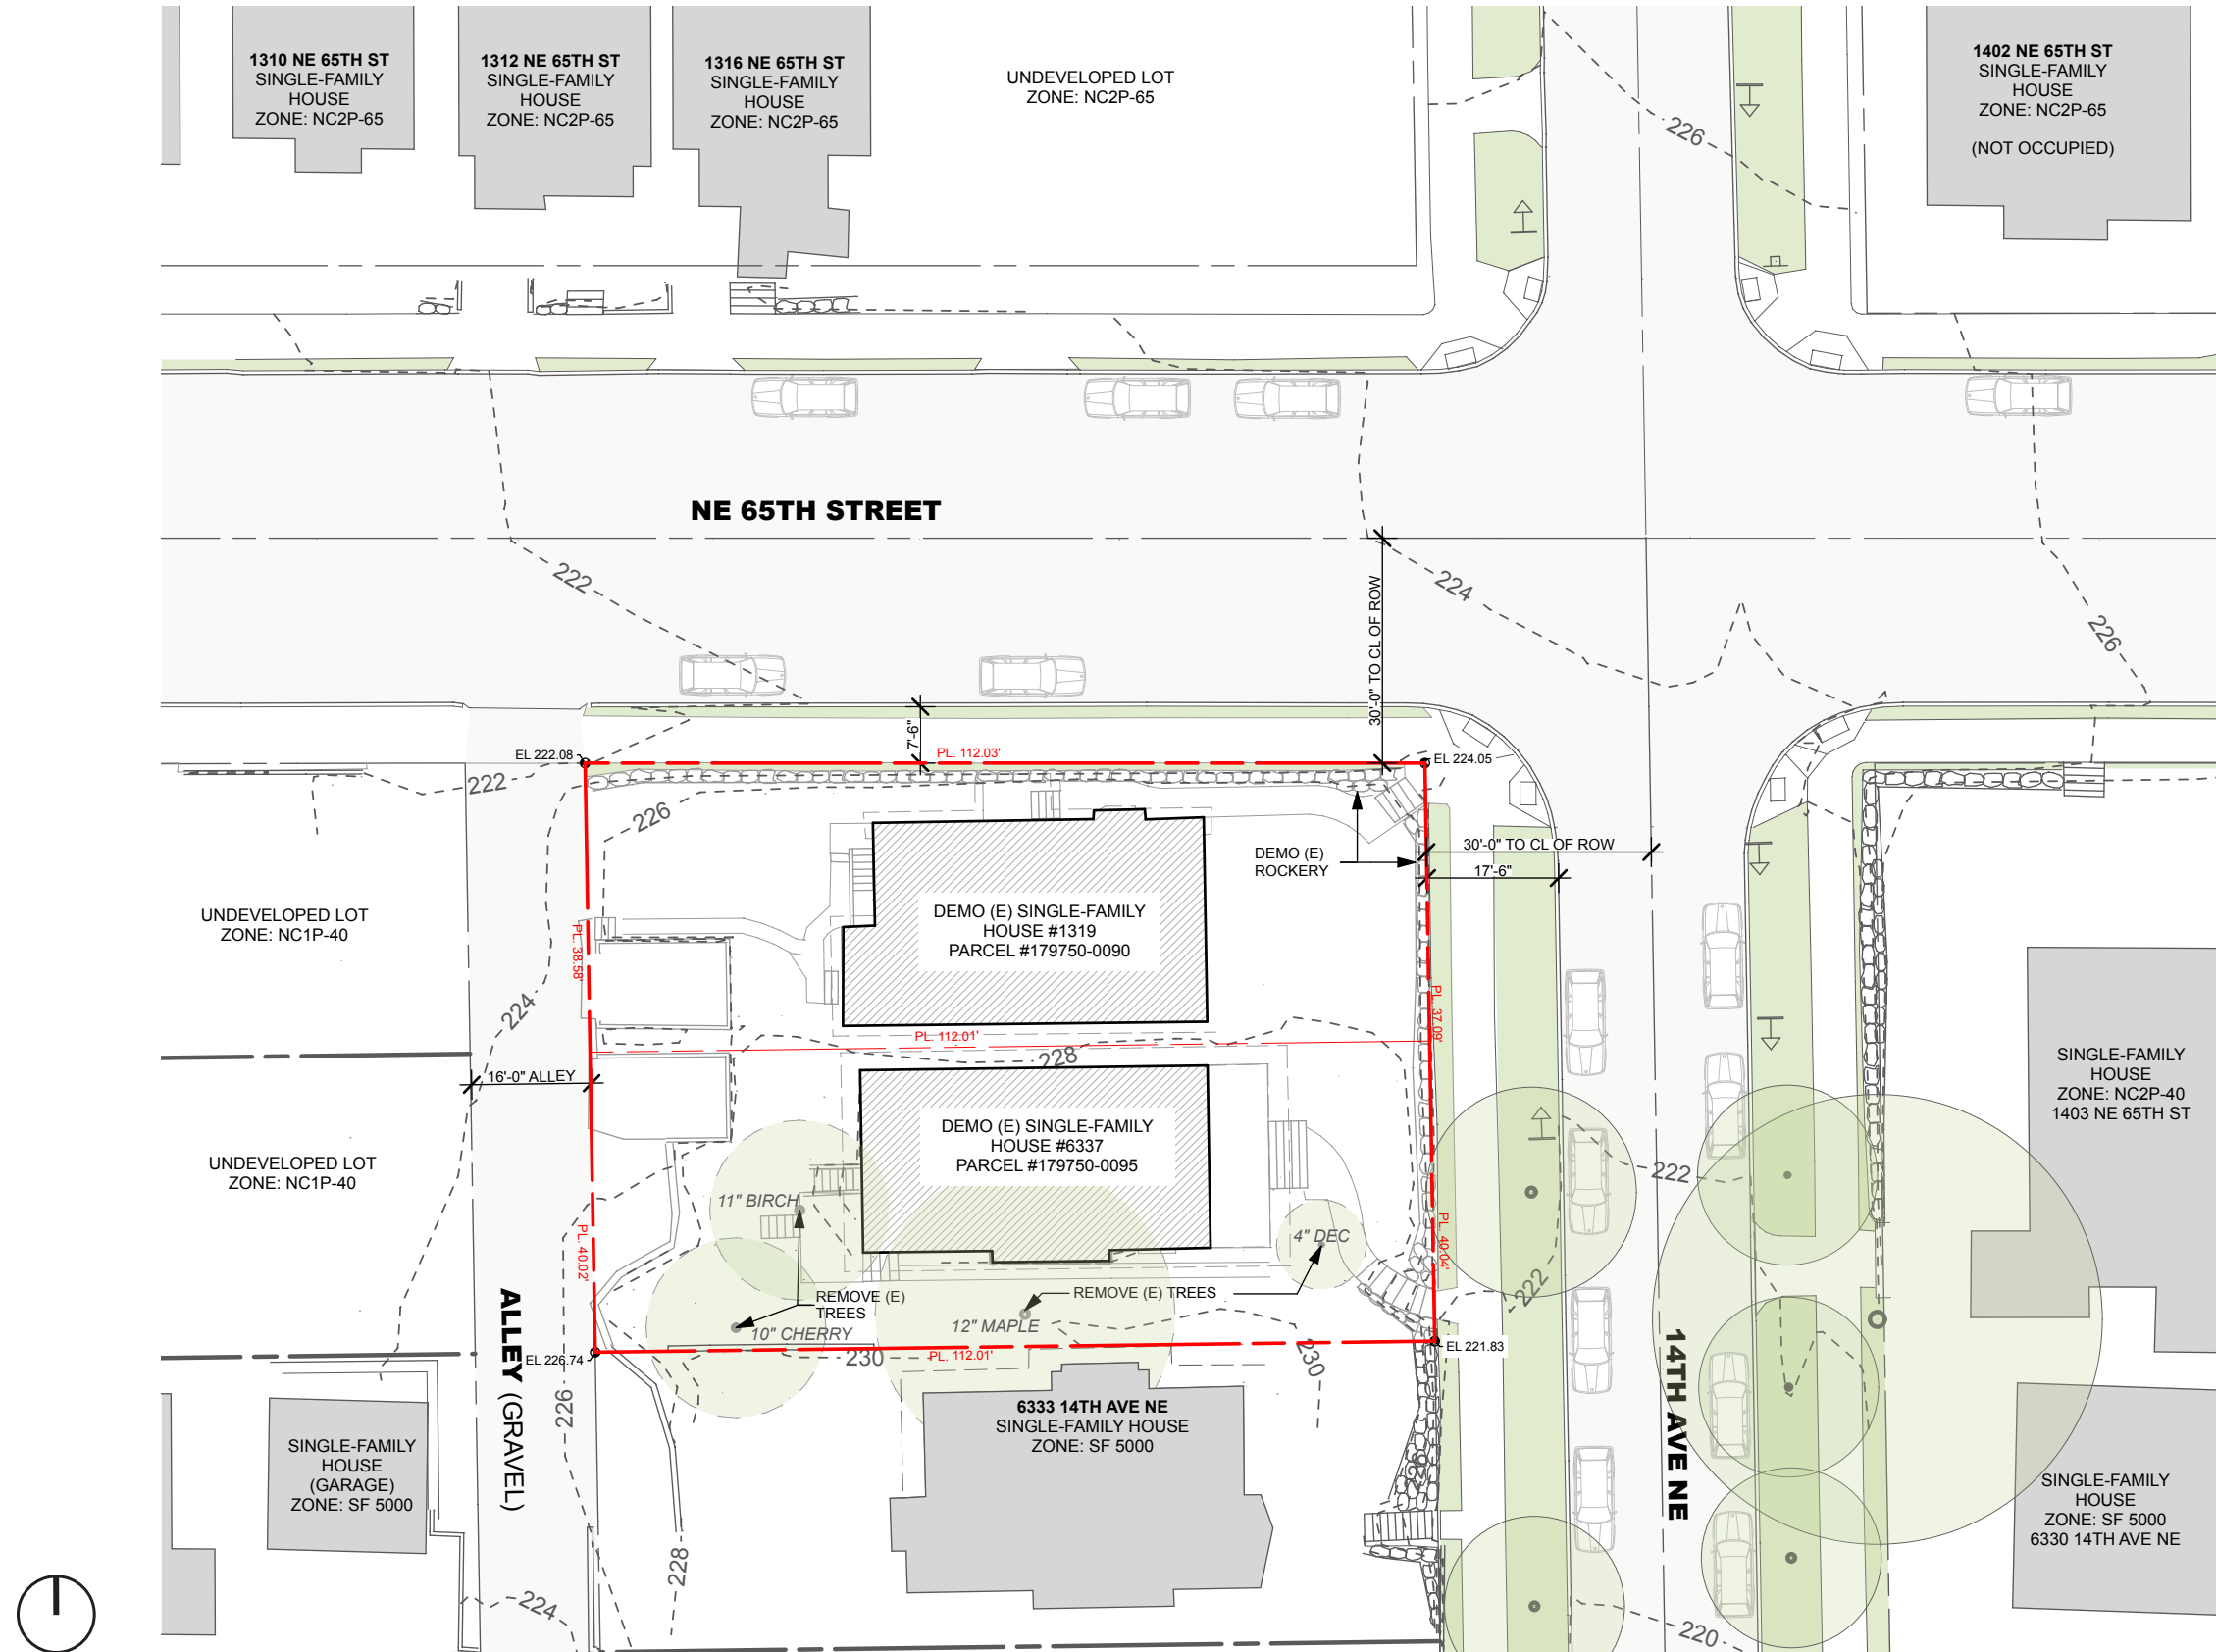 1310 NE 65TH ST
SINGLE-FAMILY
HOUSE
ZONE: NC2P-65
1312 NE 65TH ST
SINGLE-FAMILY
HOUSE
ZONE: NC2P-65
1316 NE 65TH ST
SINGLE-FAMILY
HOUSE
ZONE: NC2P-65
UNDEVELOPED LOT
ZONE: NC2P-65
1402 NE 65TH ST
SINGLE-FAMILY
HOUSE
ZONE: NC2P-65
(NOT OCCUPIED)
226
NE 65TH STREET
222
224
226
30'-0" TO CL OF ROW
7'-6"
PL. 112.03'
EL 222.08
EL 224.05
222
226
DEMO (E)
ROCKERY
30'-0" TO CL OF ROW
17'-6"
UNDEVELOPED LOT
ZONE: NC1P-40
PL. 38.58'
DEMO (E) SINGLE-FAMILY
HOUSE #1319
PARCEL #179750-0090
224
PL. 37.09'
PL. 112.01'
228
16'-0" ALLEY
SINGLE-FAMILY
HOUSE
ZONE: NC2P-40
1403 NE 65TH ST
UNDEVELOPED LOT
ZONE: NC1P-40
DEMO (E) SINGLE-FAMILY
HOUSE #6337
PARCEL #179750-0095
222
11" BIRCH
4" DEC
PL. 40.02'
PL. 40.04'
REMOVE (E)
TREES
REMOVE (E) TREES
222
10" CHERRY
12" MAPLE
EL 226.74
230
PL. 112.01'
230
EL 221.83
ALLEY (GRAVEL)
226
14TH AVE NE
6333 14TH AVE NE
SINGLE-FAMILY HOUSE
ZONE: SF 5000
SINGLE-FAMILY
HOUSE
(GARAGE)
ZONE: SF 5000
226
SINGLE-FAMILY
HOUSE
ZONE: SF 5000
6330 14TH AVE NE
228
224
220